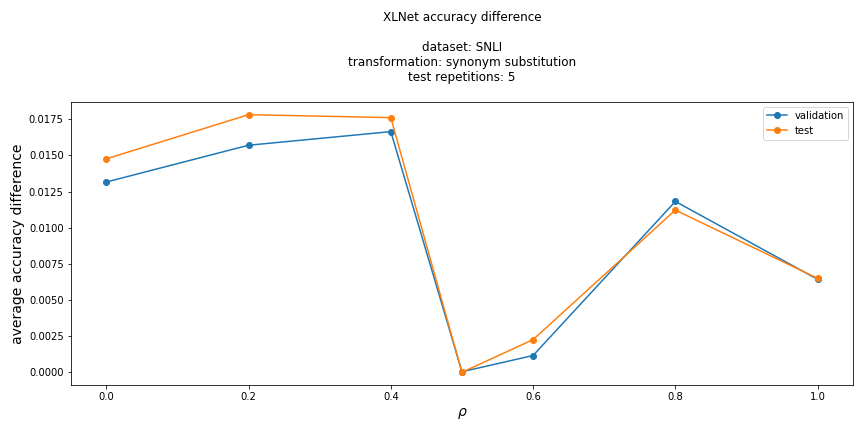 XLNet accuracy difference
dataset: SNLI
transformation: synonym substitution
test repetitions: 5
validation
test
average accuracy difference
0.0175
0.0150
0.0125
0.0100
0.0075
0.0050
0.0025
0.0000
0.0 0.2 0.4 0.6 0.8 1.0
ρ